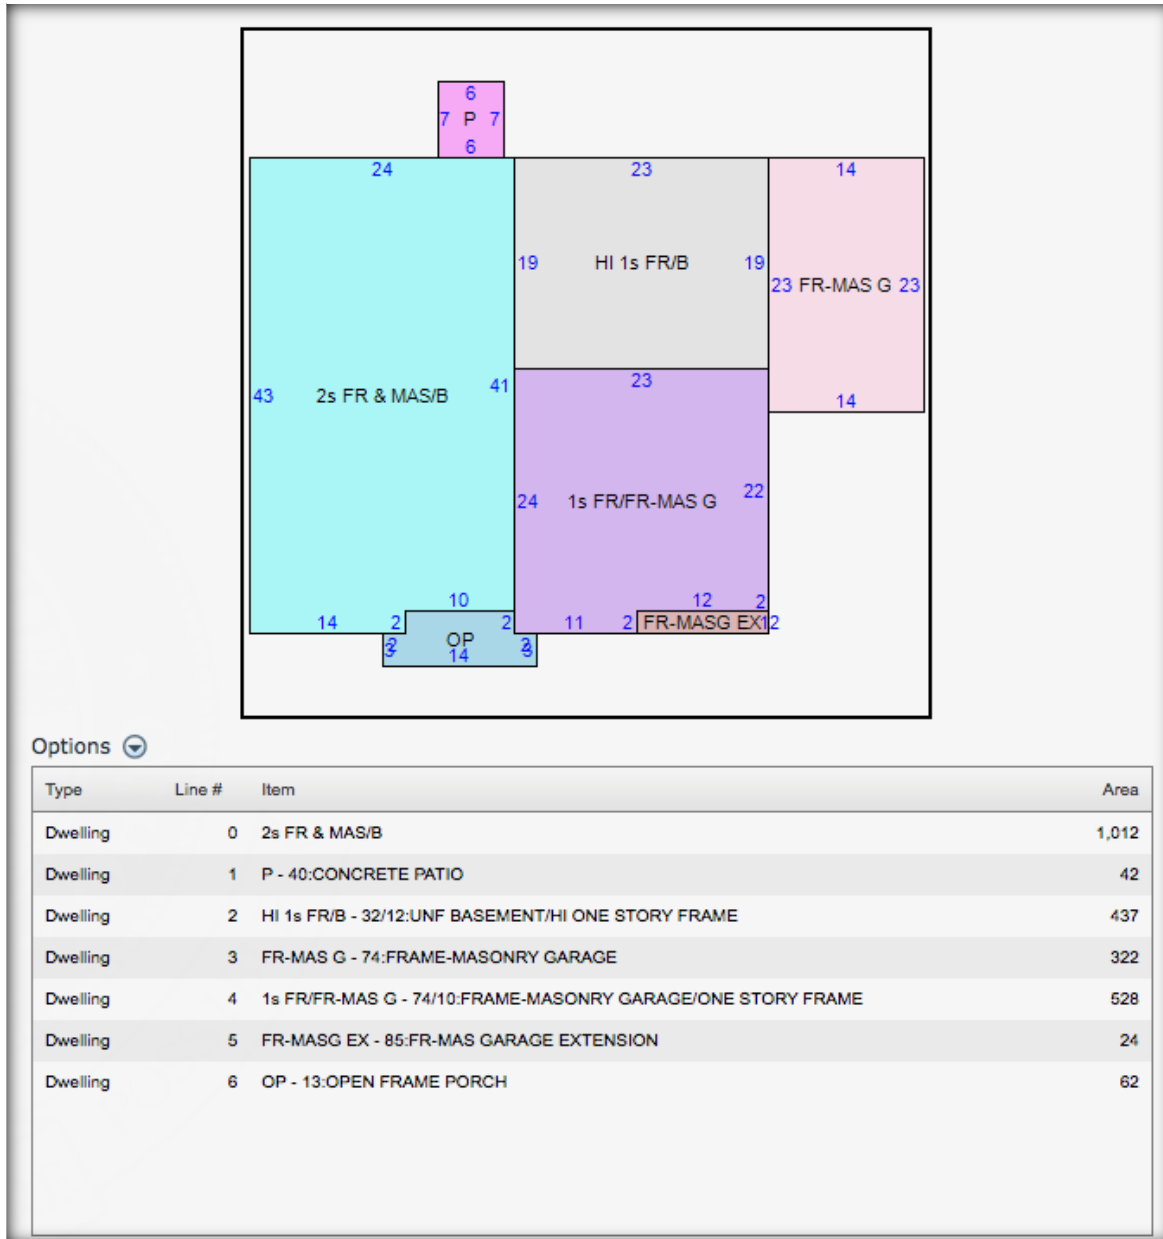 6
7 P 7
6
24 23 14
19 HI 1s FR/B 19
23 FR-MAS G 23
23
43 2s FR & MAS/B 41
14
24 1s FR/FR-MAS G 22
10 12 2
14 2 2 11 2 FR-MASG EX 12
2 OP 2
3 14 3
Options
Type Line # Item Area
Dwelling 0 2s FR & MAS/B 1,012
Dwelling 1 P - 40:CONCRETE PATIO 42
Dwelling 2 HI 1s FR/B - 32/12:UNF BASEMENT/HI ONE STORY FRAME 437
Dwelling 3 FR-MAS G - 74:FRAME-MASONRY GARAGE 322
Dwelling 4 1s FR/FR-MAS G - 74/10:FRAME-MASONRY GARAGE/ONE STORY FRAME 528
Dwelling 5 FR-MASG EX - 85:FR-MAS GARAGE EXTENSION 24
Dwelling 6 OP - 13:OPEN FRAME PORCH 62